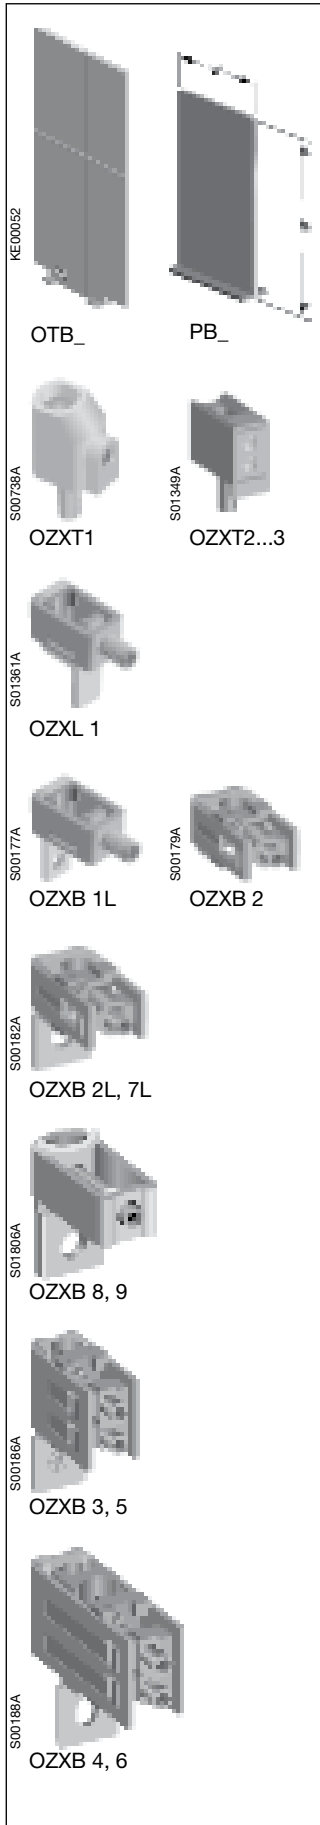 KE00052
OTB_
PB_
S00738A
OZXT1
S01349A
OZXT2...3
S01361A
OZXL 1
S00177A
OZXB 1L
S00179A
OZXB 2
S00182A
OZXB 2L, 7L
S01806A
OZXB 8, 9
S00186A
OZXB 3, 5
S00188A
OZXB 4, 6